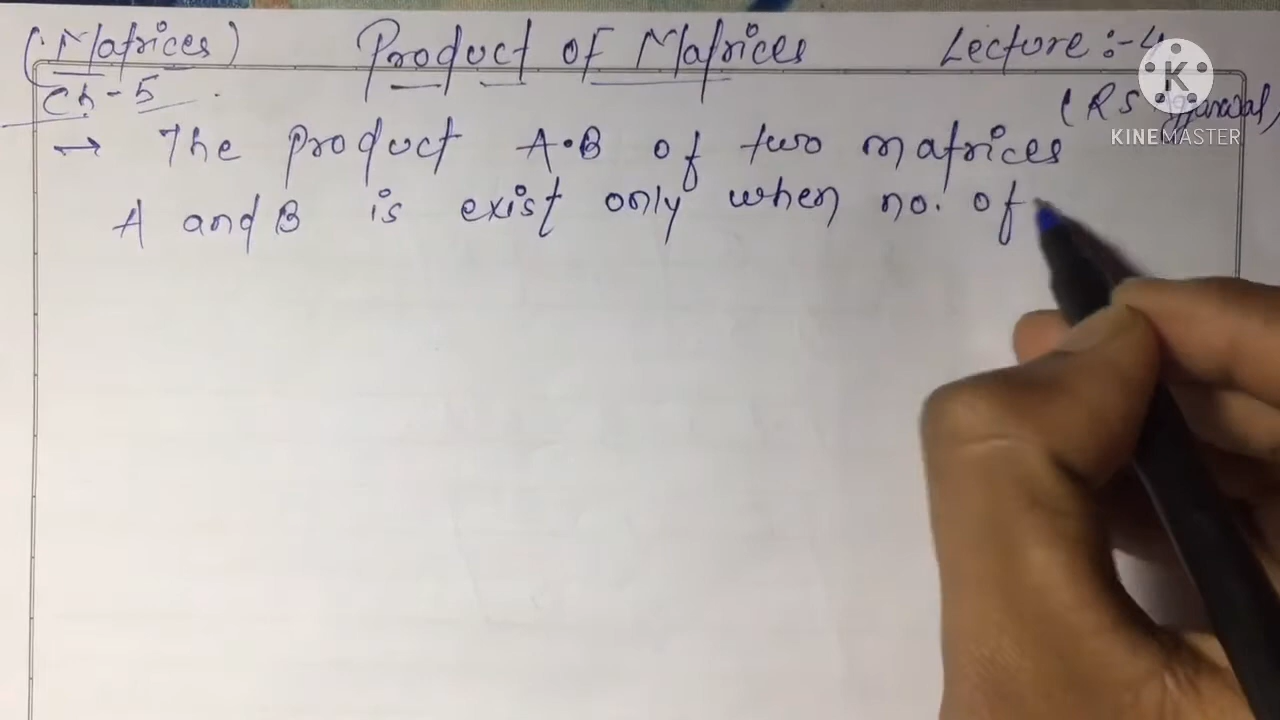 (Matrices) Product of Matrices Lecture :- 4
Ch - 5
(RS
KINEMASTER
→ The product A•B of two matrices
A and B is exist only when no. of